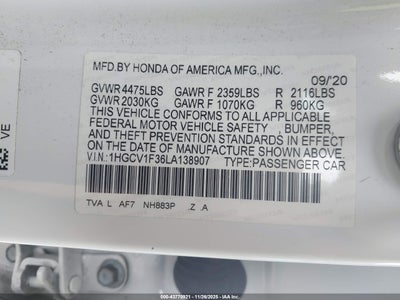 MFD.BY HONDA OF AMERICA MFG.,INC.
09/'20
GVWR 4475LBS GAWR F 2359LBS R 2116LBS
GVWR 2030KG GAWR F 1070KG R 960KG
THIS VEHICLE CONFORMS TO ALL APPLICABLE
FEDERAL MOTOR VEHICLE SAFETY , BUMPER,
AND THEFT PREVENTION STANDARDS IN EFFECT
ON THE DATE OF MANUFACTURE SHOWN ABOVE.
V.I.N.:1HGCV1F36LA138907 TYPE:PASSENGER CAR
TVA L AF7 NH883P .Z .A
VE